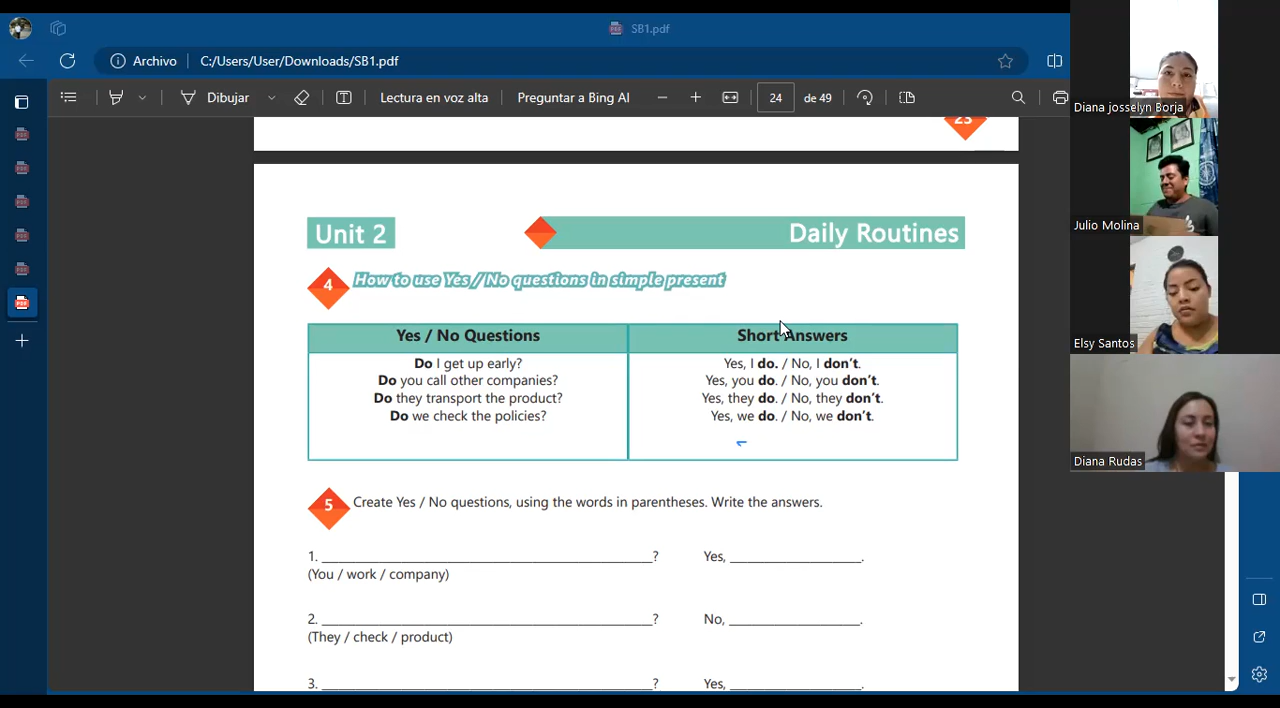 SB1.pdf
Archivo
C:/Users/User/Downloads/SB1.pdf
Dibujar
Lectura en voz alta
Preguntar a Bing AI
24
de 49
23
Unit 2
Daily Routines
4
How to use Yes / No questions in simple present
Yes / No Questions
Short Answers
Do I get up early?
Yes, I do. / No, I don't.
Do you call other companies?
Yes, you do. / No, you don't.
Do they transport the product?
Yes, they do. / No, they don't.
Do we check the policies?
Yes, we do. / No, we don't.
5
Create Yes / No questions, using the words in parentheses. Write the answers.
1. ______________________________________________?
Yes, __________________.
(You / work / company)
2. ______________________________________________?
No, __________________.
(They / check / product)
3. ______________________________________________?
Yes, __________________.
Diana josselyn Borja
Julio Molina
Elsy Santos
Diana Rudas